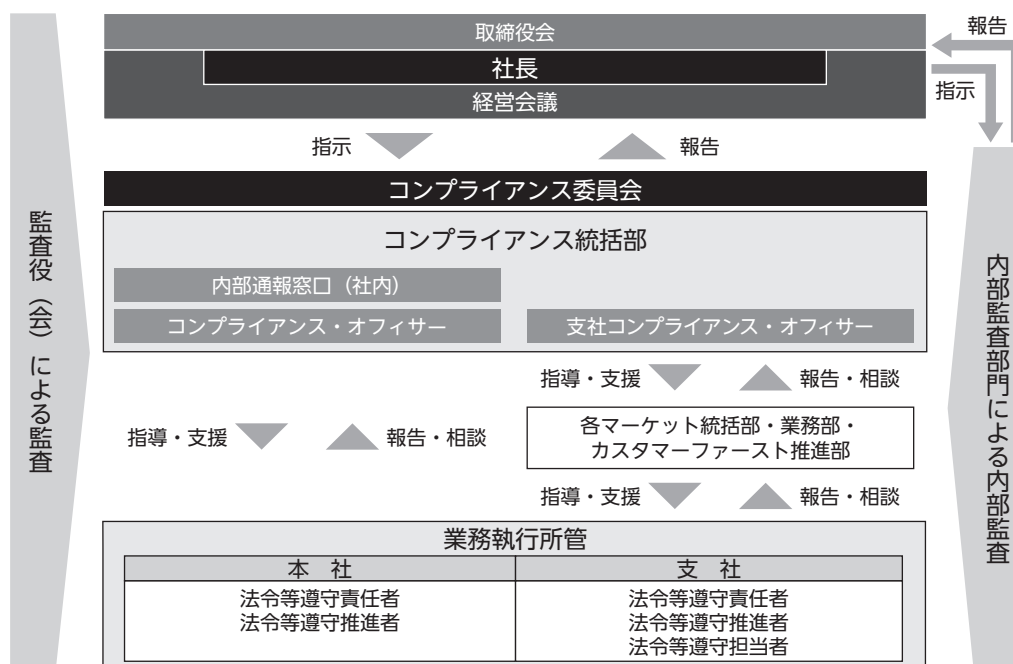 取締役会
社長
経営会議
報告
指示
指示
報告
コンプライアンス委員会
コンプライアンス統括部
内部通報窓口（社内）
コンプライアンス・オフィサー
支社コンプライアンス・オフィサー
指導・支援
報告・相談
指導・支援
報告・相談
各マーケット統括部・業務部・
カスタマーファースト推進部
指導・支援
報告・相談
業務執行所管
本　社
支　社
法令等遵守責任者
法令等遵守推進者
法令等遵守責任者
法令等遵守推進者
法令等遵守担当者
監査役（会）による監査
内部監査部門による内部監査